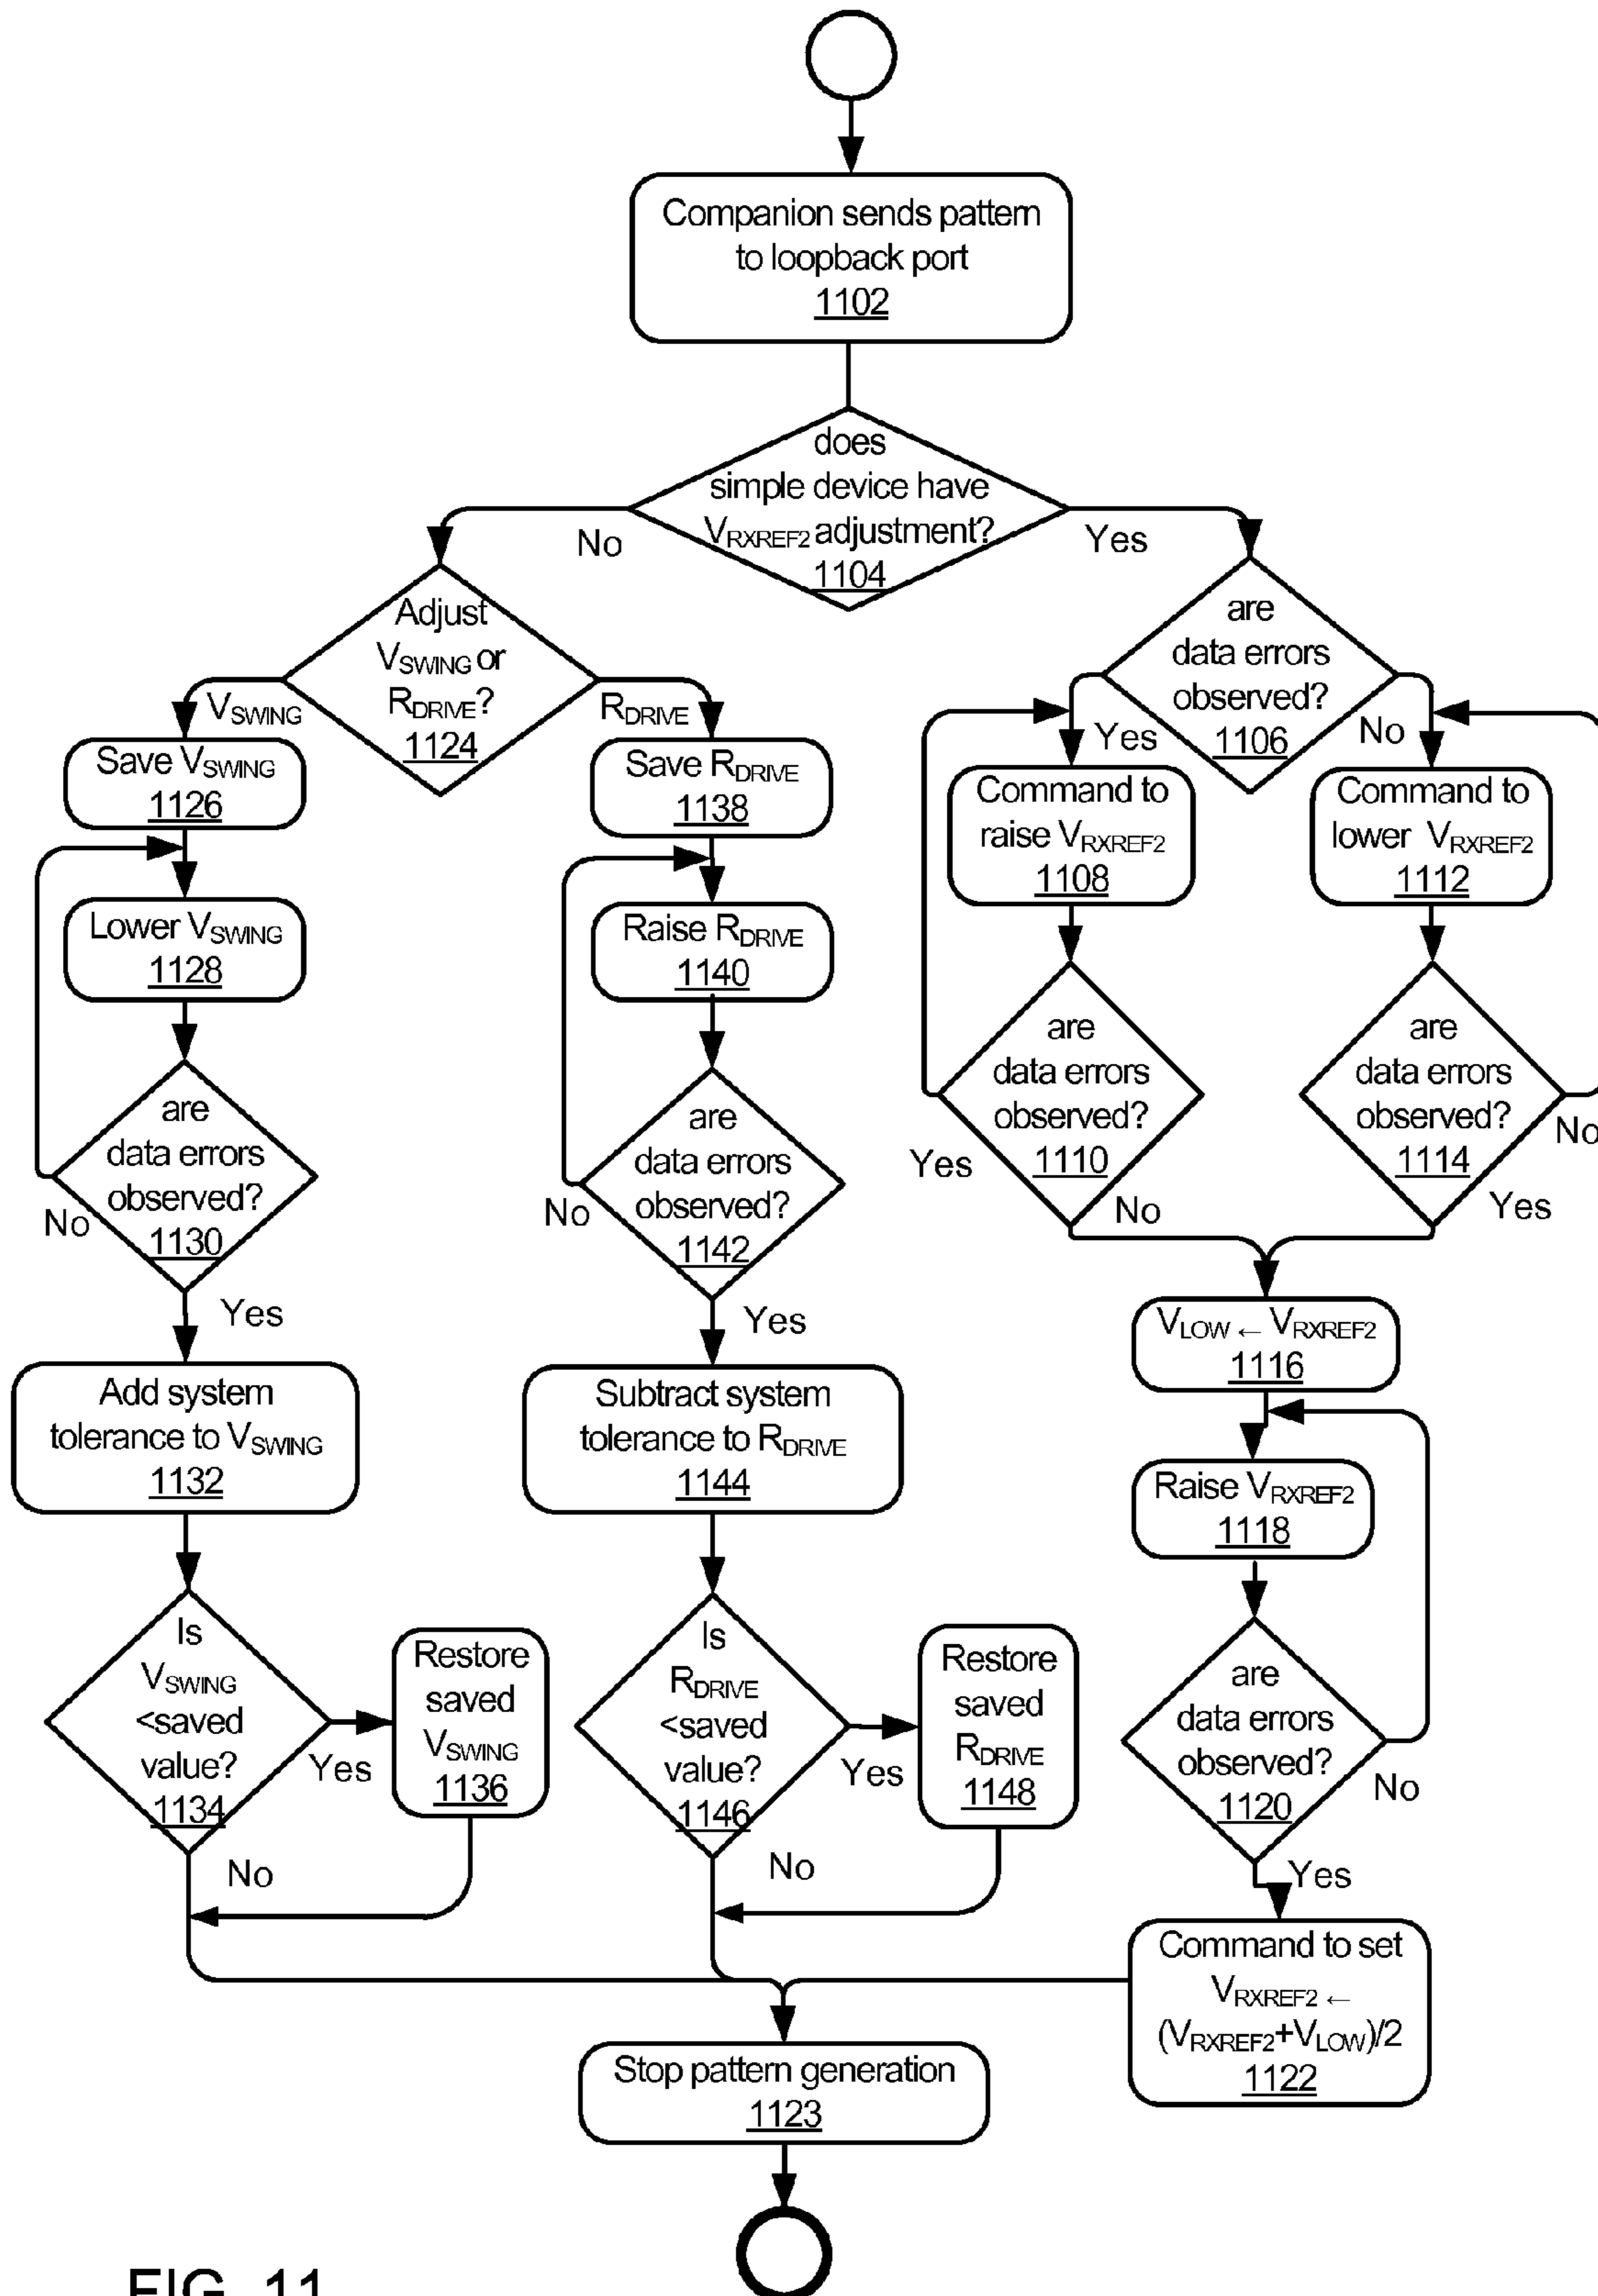 Companion sends pattern
to loopback port
1102
does
simple device have
VRXREF2 adjustment?
1104
No
Yes
Adjust
VSWING or
RDRIVE?
1124
VSWING
RDRIVE
are
data errors
observed?
1106
Yes
No
Save VSWING
1126
Save RDRIVE
1138
Command to
raise VRXREF2
1108
Command to
lower VRXREF2
1112
Lower VSWING
1128
Raise RDRIVE
1140
are
data errors
observed?
1130
No
Yes
are
data errors
observed?
1142
No
Yes
are
data errors
observed?
1110
Yes
No
are
data errors
observed?
1114
No
Yes
VLOW ← VRXREF2
1116
Add system
tolerance to VSWING
1132
Subtract system
tolerance to RDRIVE
1144
Raise VRXREF2
1118
Is
VSWING
<saved
value?
1134
Yes
No
Restore
saved
VSWING
1136
Is
RDRIVE
<saved
value?
1146
Yes
No
Restore
saved
RDRIVE
1148
are
data errors
observed?
1120
No
Yes
Command to set
VRXREF2 ←
(VRXREF2+VLOW)/2
1122
Stop pattern generation
1123
FIG. 11